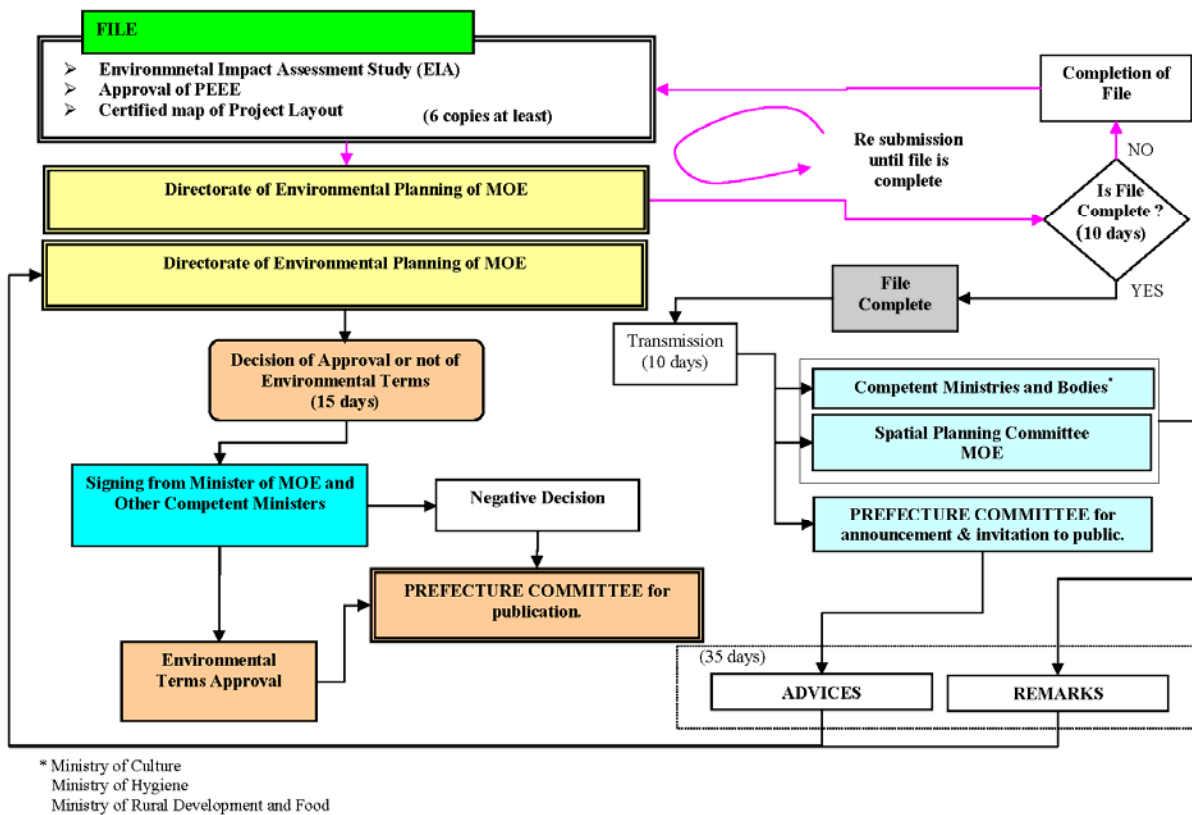 FILE
➢ Environmnetal Impact Assessment Study (EIA)
➢ Approval of PEEE
➢ Certified map of Project Layout (6 copies at least)
Completion of
File
Re submission
until file is
complete
NO
Is File
Complete ?
(10 days)
YES
Directorate of Environmental Planning of MOE
Directorate of Environmental Planning of MOE
File
Complete
Transmission
(10 days)
Decision of Approval or not of
Environmental Terms
(15 days)
Competent Ministries and Bodies*
Spatial Planning Committee
MOE
Signing from Minister of MOE and
Other Competent Ministers
Negative Decision
PREFECTURE COMMITTEE for
announcement & invitation to public.
PREFECTURE COMMITTEE for
publication.
Environmental
Terms Approval
(35 days)
ADVICES
REMARKS
* Ministry of Culture
Ministry of Hygiene
Ministry of Rural Development and Food